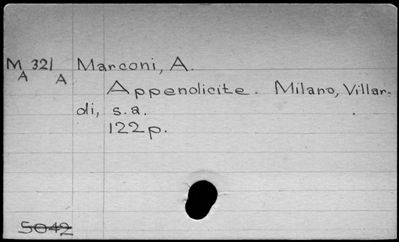 M 321 Marconi, A.
A A
Appendicite. Milano, Villar-
di, s.a.
122 p.
5042